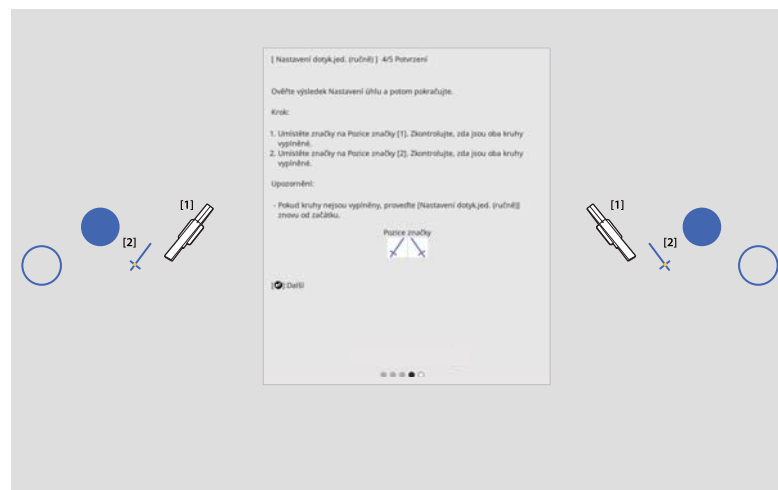 [ Nastavení dotyk.jed. (ručně) ] 4/5 Potvrzení
Ověřte výsledek Nastavení úhlu a potom pokračujte.
Krok:
1. Umístěte značky na Pozice značky [1]. Zkontrolujte, zda jsou oba kruhy
vyplněné.
2. Umístěte značky na Pozice značky [2]. Zkontrolujte, zda jsou oba kruhy
vyplněné.
Upozornění:
- Pokud kruhy nejsou vyplněny, proveďte [Nastavení dotyk.jed. (ručně)]
znovu od začátku.
Pozice značky
[ ]:Další
[1]
[2]
[1]
[2]